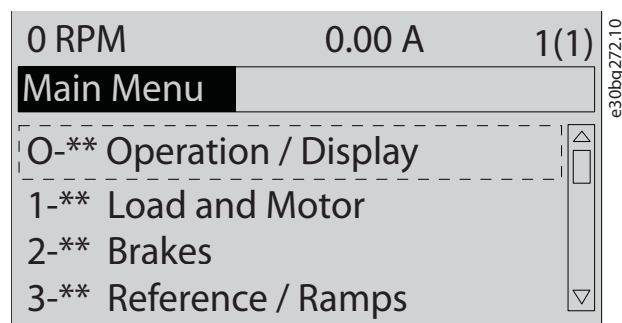 0 RPM 0.00 A 1(1)
Main Menu
O-** Operation / Display
1-** Load and Motor
2-** Brakes
3-** Reference / Ramps
e30bq272.10